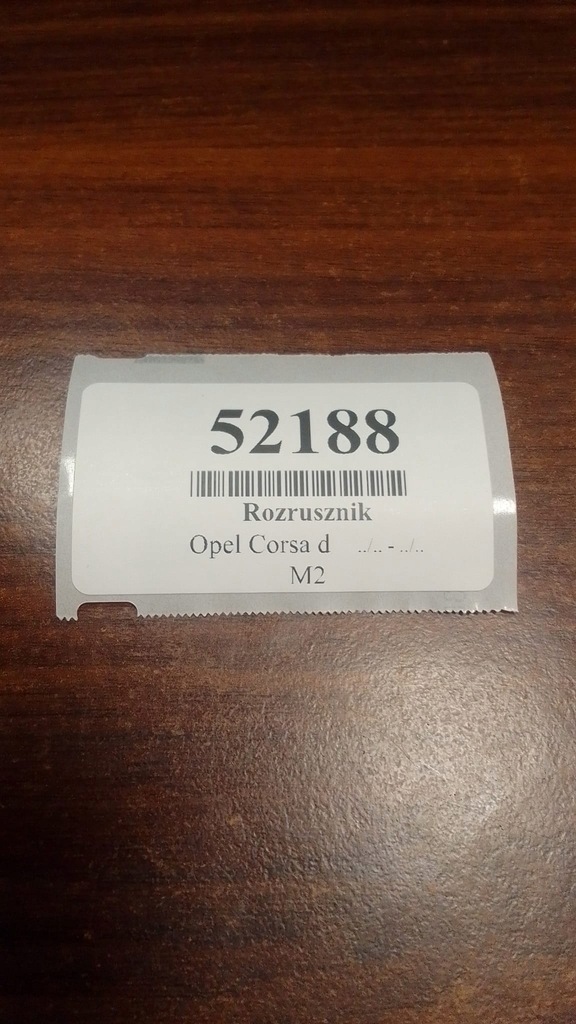 52188
Rozrusznik
Opel Corsa d ../.. - ../..
M2